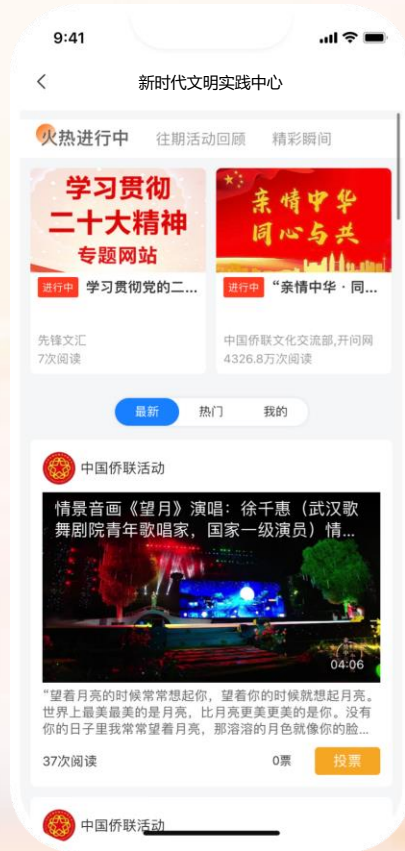 9:41
新时代文明实践中心
火热进行中 往期活动回顾 精彩瞬间
学习贯彻
二十大精神
专题网站
亲情中华
同心与共
进行中 学习贯彻党的二...
进行中 “亲情中华·同...
先锋文汇
7次阅读
中国侨联文化交流部,开问网
4326.8万次阅读
最新 热门 我的
中国侨联活动
情景音画《望月》演唱：徐千惠（武汉歌
舞剧院青年歌唱家，国家一级演员）情...
04:06
“望着月亮的时候常常想起你，望着你的时候就想起月亮。
世界上最美最美的是月亮，比月亮更美更美的是你。没有
你的日子里我常常望着月亮，那溶溶的月色就像你的脸...
37次阅读 0票 投票
中国侨联活动